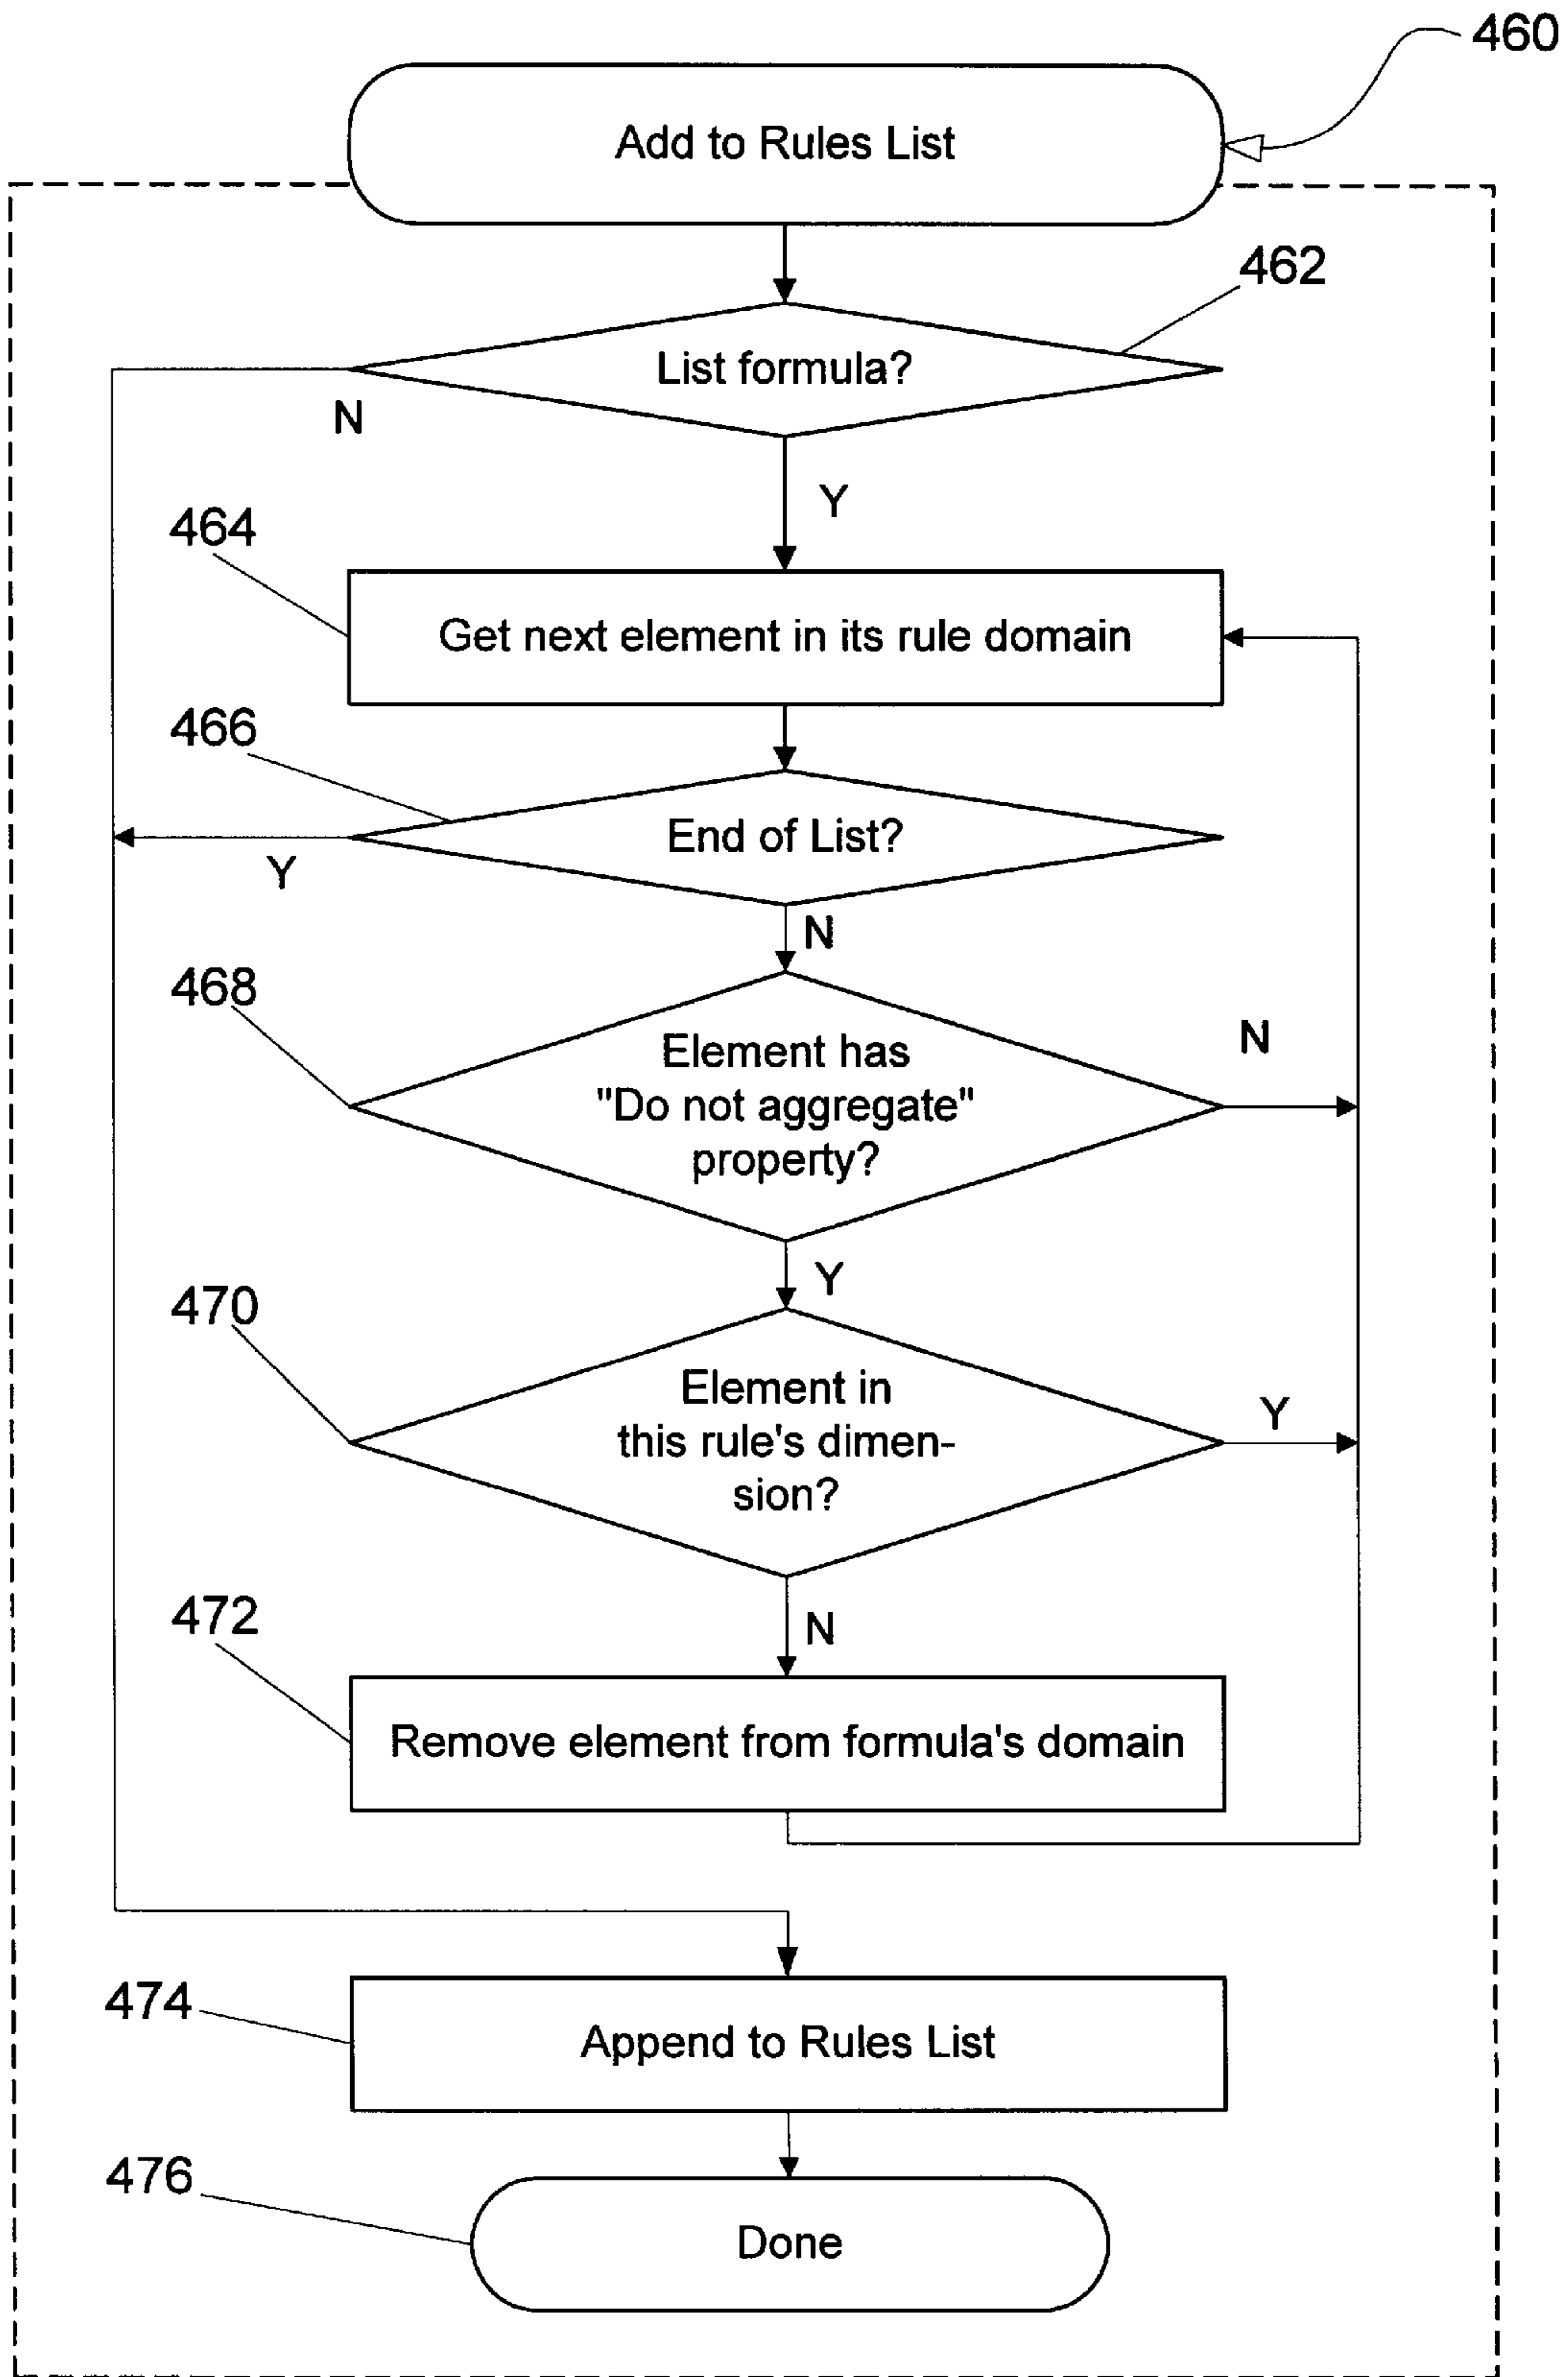 460
Add to Rules List
462
List formula?
N
Y
464
Get next element in its rule domain
466
End of List?
Y
N
468
Element has
"Do not aggregate"
property?
N
Y
470
Element in
this rule's dimen-
sion?
Y
N
472
Remove element from formula's domain
474
Append to Rules List
476
Done